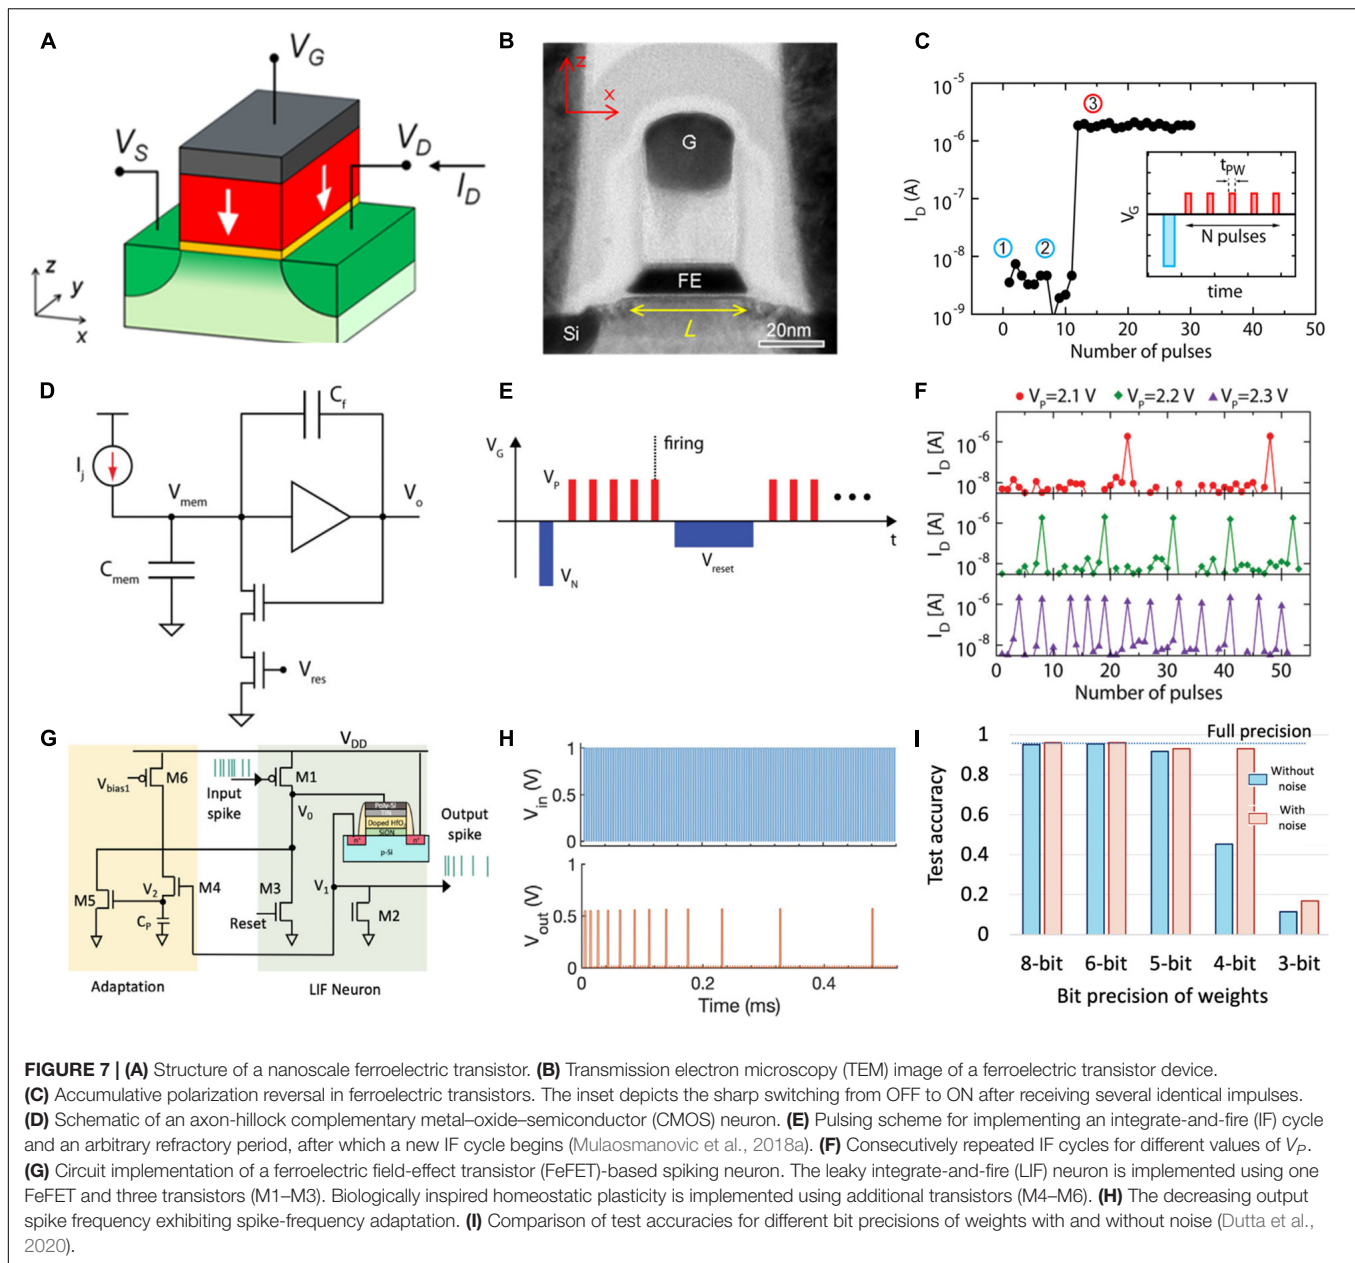 A
V_G
V_S
V_D
I_D
z
y
x
B
z
x
G
FE
L
Si
20nm
C
10^-5
10^-6
10^-7
10^-8
10^-9
I_D (A)
1
2
3
t_PW
V_G
N pulses
time
0 10 20 30 40 50
Number of pulses
D
C_f
I_j
V_mem
V_o
C_mem
V_res
E
V_G
V_P
firing
V_N
V_reset
t
F
V_P=2.1 V V_P=2.2 V V_P=2.3 V
I_D [A]
10^-6
10^-8
I_D [A]
10^-6
10^-8
I_D [A]
10^-6
10^-8
0 10 20 30 40 50
Number of pulses
G
V_DD
M6
V_bias1
Input
spike
M1
V_0
Poly-Si
TiN
Doped HfO2
SiON
n+
n+
p-Si
Output
spike
M5
V_2
M4
C_P
M3
V_1
M2
Reset
Adaptation
LIF Neuron
H
1
0.5
0
V_in (V)
1
0.5
0
V_out (V)
0 0.2 0.4
Time (ms)
I
1
0.8
0.6
0.4
0.2
0
Test accuracy
Full precision
Without
noise
With
noise
8-bit 6-bit 5-bit 4-bit 3-bit
Bit precision of weights
FIGURE 7 | (A) Structure of a nanoscale ferroelectric transistor. (B) Transmission electron microscopy (TEM) image of a ferroelectric transistor device.
(C) Accumulative polarization reversal in ferroelectric transistors. The inset depicts the sharp switching from OFF to ON after receiving several identical impulses.
(D) Schematic of an axon-hillock complementary metal–oxide–semiconductor (CMOS) neuron. (E) Pulsing scheme for implementing an integrate-and-fire (IF) cycle
and an arbitrary refractory period, after which a new IF cycle begins (Mulaosmanovic et al., 2018a). (F) Consecutively repeated IF cycles for different values of V_P.
(G) Circuit implementation of a ferroelectric field-effect transistor (FeFET)-based spiking neuron. The leaky integrate-and-fire (LIF) neuron is implemented using one
FeFET and three transistors (M1–M3). Biologically inspired homeostatic plasticity is implemented using additional transistors (M4–M6). (H) The decreasing output
spike frequency exhibiting spike-frequency adaptation. (I) Comparison of test accuracies for different bit precisions of weights with and without noise (Dutta et al.,
2020).